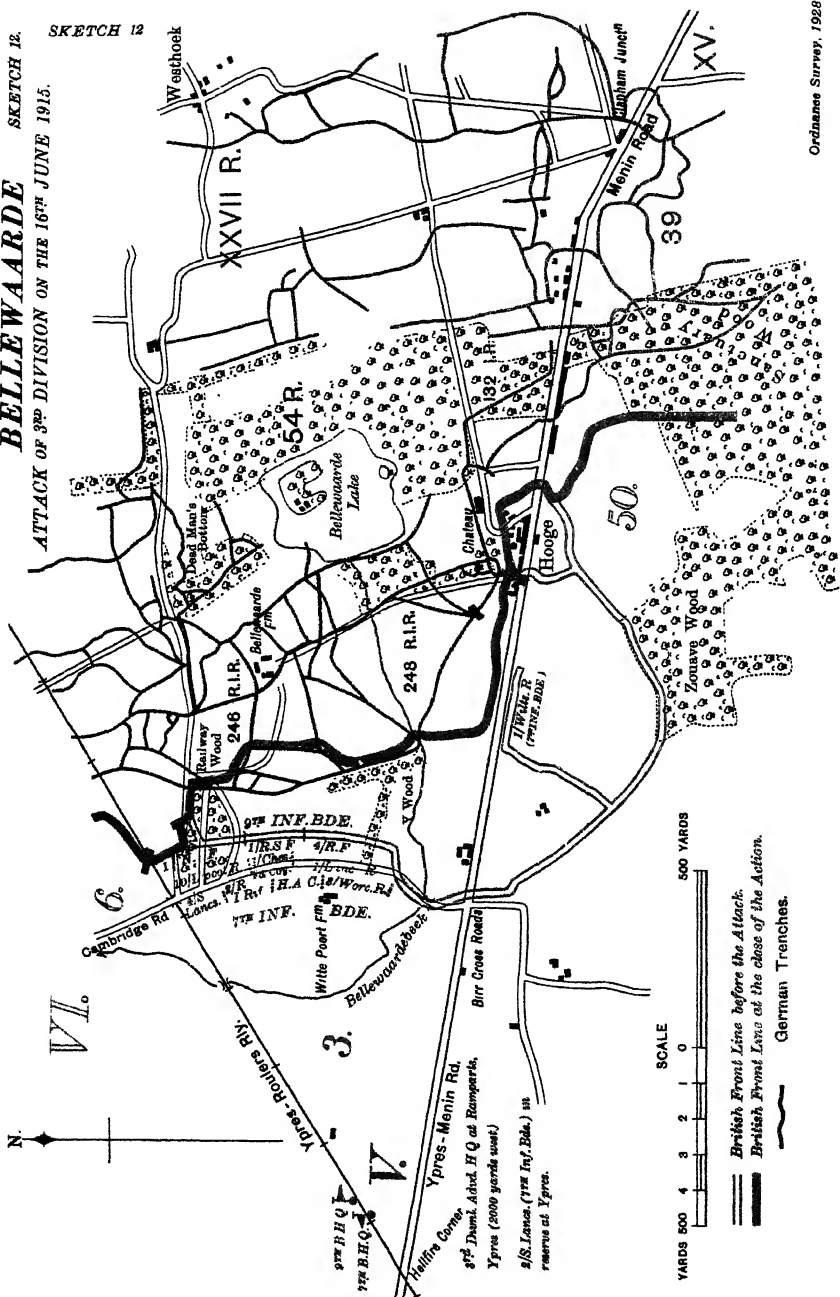 BELLEWAARDE
SKETCH 12.
ATTACK OF 3RD DIVISION ON THE 16TH JUNE 1915.
SKETCH 12
N.
VI.
6.
Cambridge Rd
Ypres-Roulers Rly.
9TH B H Q
7TH B.H.Q.
Hellfire Corner
V.
3.
Ypres-Menin Rd.
3rd Divnl. Advd. H Q at Ramparts,
Ypres (2000 yards west.)
2/S. Lancs. (7TH Inf. Bde.) in
reserve at Ypres.
Witte Poort Fm
Bellewaardebeek
Birr Cross Roads
9TH INF. BDE.
1/R.S F
4/R.F
1/Linc R
H.A C.
3/Worc. R.
7TH INF. BDE.
Y Wood
Railway
Wood
246 R.I.R.
248 R.I.R.
Bellewaarde
Fm
Dead Man's
Bottom
Bellewaarde
Lake
54 R.
Chateau
Hooge
1/Wilts. R
(7TH INF. BDE)
132 R.
50.
Zouave Wood
Sanctuary
Wood
39
XXVII R.
Westhoek
Clapham Junctn
Menin Road
XV.
SCALE
YARDS 500 4 3 2 1 0 500 YARDS
British Front Line before the Attack.
British Front Line at the close of the Action.
German Trenches.
Ordnance Survey, 1928